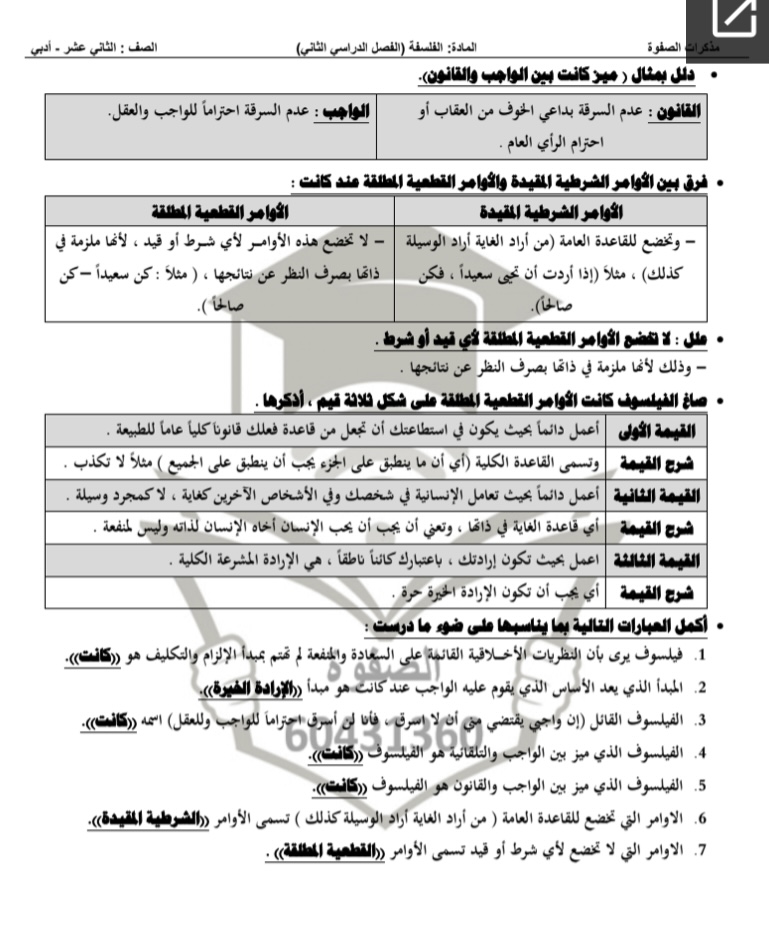 مذكرات الصفوة المادة: الفلسفة (الفصل الدراسي الثاني) الصف : الثاني عشر - أدبي
• دلل بمثال ( ميز كانت بين الواجب والقانون).
القانون : عدم السرقة بداعي الخوف من العقاب أو احترام الرأي العام .
الواجب : عدم السرقة احتراماً للواجب والعقل.
• فرق بين الأوامر الشرطية المقيدة والأوامر القطعية المطلقة عند كانت :
الأوامر الشرطية المقيدة
الأوامر القطعية المطلقة
– وتخضع للقاعدة العامة (من أراد الغاية أراد الوسيلة
كذلك) ، مثلاً (إذا أردت أن تحيى سعيداً ، فكن
صالحاً).
– لا تخضع هذه الأوامر لأي شرط أو قيد ، لأنها ملزمة في
ذاتها بصرف النظر عن نتائجها ، ( مثلاً : كن سعيداً – كن
صالحاً ).
• علل : لا تخضع الأوامر القطعية المطلقة لأي قيد أو شرط .
– وذلك لأنها ملزمة في ذاتها بصرف النظر عن نتائجها .
• صاغ الفيلسوف كانت الأوامر القطعية المطلقة على شكل ثلاثة قيم ، أذكرها .
القيمة الأولى أعمل دائماً بحيث يكون في استطاعتك أن تجعل من قاعدة فعلك قانونا كلياً عاماً للطبيعة .
شرح القيمة وتسمى القاعدة الكلية (أي أن ما ينطبق على الجزء يجب أن ينطبق على الجميع ) مثلاً لا تكذب .
القيمة الثانية أعمل دائماً بحيث تعامل الإنسانية في شخصك وفي الأشخاص الآخرين كغاية ، لا كمجرد وسيلة .
شرح القيمة أي قاعدة الغاية في ذاتها ، وتعني أن يجب أن يحب الإنسان أخاه الإنسان لذاته وليس لمنفعة .
القيمة الثالثة اعمل بحيث تكون إرادتك ، باعتبارك كائناً ناطقاً ، هي الإرادة المشرعة الكلية .
شرح القيمة أي يجب أن تكون الإرادة الخيرة حرة .
• أكمل العبارات التالية بما يناسبها على ضوء ما درست :
1. فيلسوف يرى بأن النظريات الأخلاقية القائمة على السعادة والمنفعة لم تهتم بمبدأ الإلزام والتكليف هو ((كانت)).
2. المبدأ الذي يعد الأساس الذي يقوم عليه الواجب عند كانت هو مبدأ ((الإرادة الخيرة)).
3. الفيلسوف القائل (إن واجبي يقتضي مني أن لا اسرق ، فأنا لن أسرق احتراماً للواجب وللعقل) اسمه ((كانت)).
4. الفيلسوف الذي ميز بين الواجب والتلقائية هو الفيلسوف ((كانت)).
5. الفيلسوف الذي ميز بين الواجب والقانون هو الفيلسوف ((كانت)).
6. الاوامر التي تخضع للقاعدة العامة ( من أراد الغاية أراد الوسيلة كذلك ) تسمى الأوامر ((الشرطية المقيدة)).
7. الاوامر التي لا تخضع لأي شرط أو قيد تسمى الأوامر ((القطعية المطلقة)) .
الصفوة
60431360